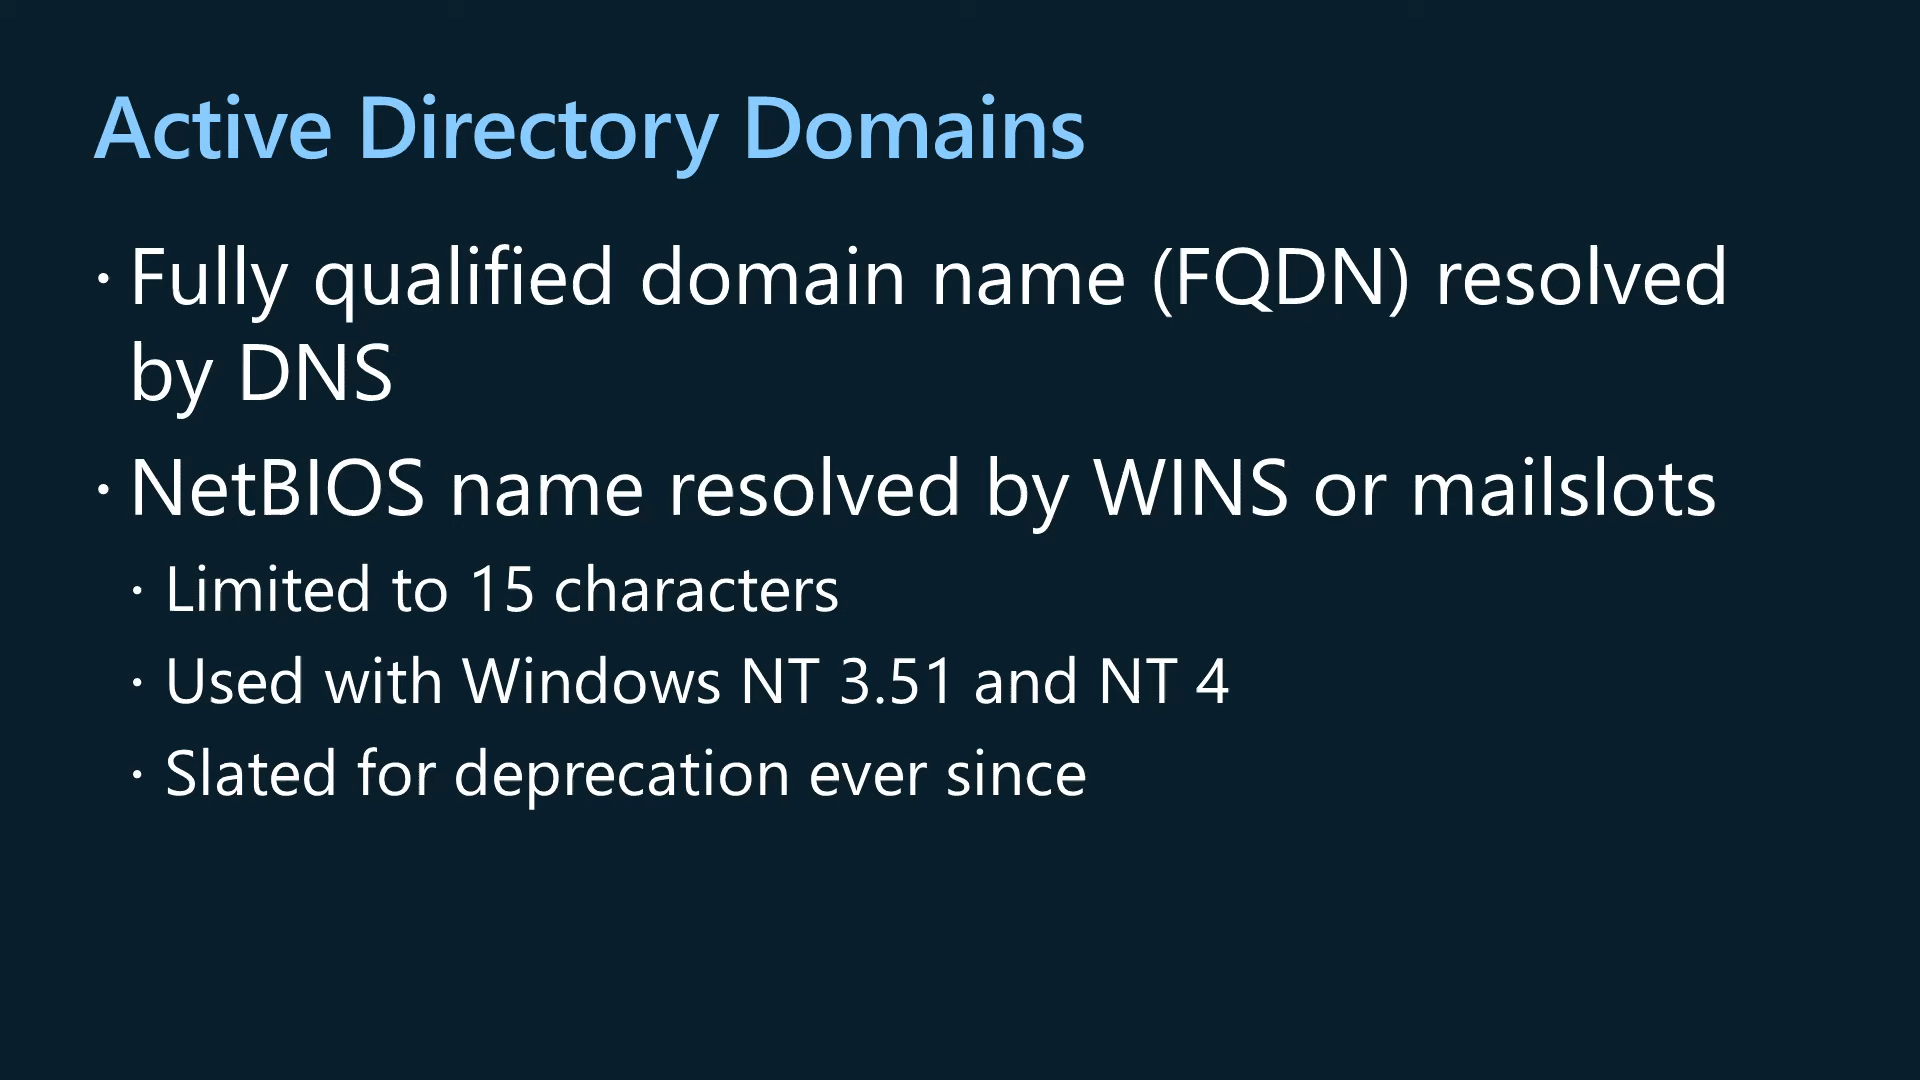 Active Directory Domains
· Fully qualified domain name (FQDN) resolved
by DNS
· NetBIOS name resolved by WINS or mailslots
· Limited to 15 characters
· Used with Windows NT 3.51 and NT 4
· Slated for deprecation ever since